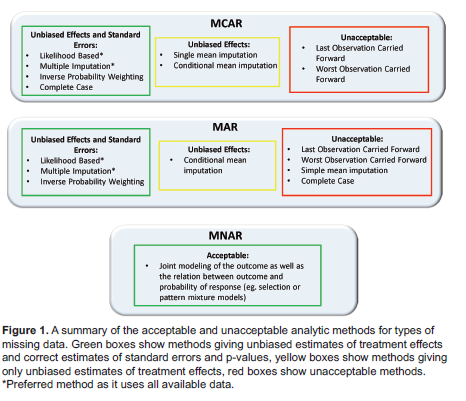 MCAR
Unbiased Effects and Standard
Errors:
• Likelihood Based*
• Multiple Imputation*
• Inverse Probability Weighting
• Complete Case
Unbiased Effects:
• Single mean imputation
• Conditional mean imputation
Unacceptable:
• Last Observation Carried
Forward
• Worst Observation Carried
Forward
MAR
Unbiased Effects and Standard
Errors:
• Likelihood Based*
• Multiple Imputation*
• Inverse Probability Weighting
Unbiased Effects:
• Conditional mean
imputation
Unacceptable:
• Last Observation Carried Forward
• Worst Observation Carried Forward
• Simple mean imputation
• Complete Case
MNAR
Acceptable:
• Joint modeling of the outcome as well as
the relation between outcome and
probability of response (eg. selection or
pattern mixture models)
Figure 1. A summary of the acceptable and unacceptable analytic methods for types of
missing data. Green boxes show methods giving unbiased estimates of treatment effects
and correct estimates of standard errors and p-values, yellow boxes show methods giving
only unbiased estimates of treatment effects, red boxes show unacceptable methods.
*Preferred method as it uses all available data.